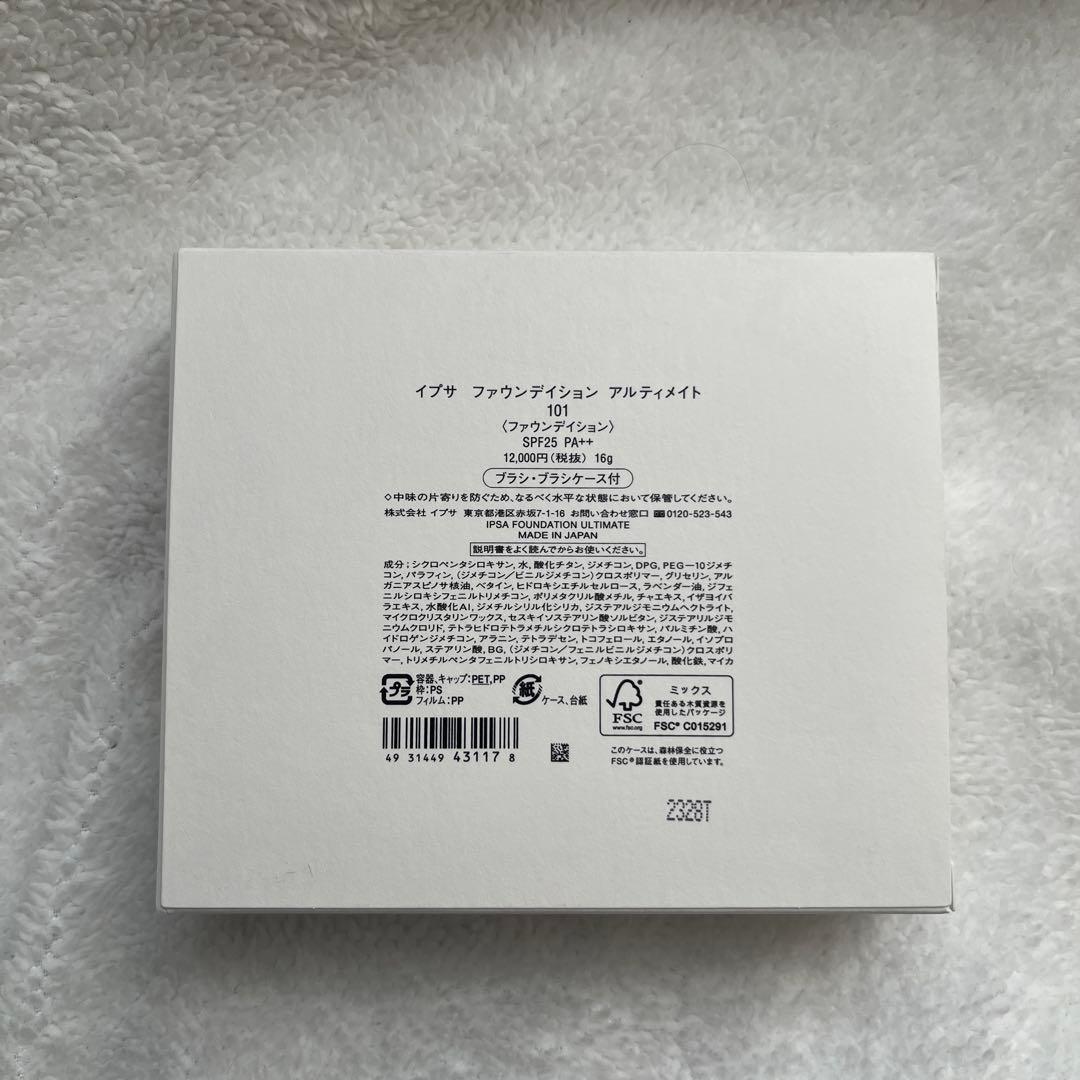 イプサ　ファウンデイション　アルティメイト
101
〈ファウンデイション〉
SPF25 PA++
12,000円(税抜) 16g
ブラシ・ブラシケース付
◇中味の片寄りを防ぐため、なるべく水平な状態において保管してください。
株式会社 イプサ 東京都港区赤坂7-1-16 お問い合わせ窓口 0120-523-543
IPSA FOUNDATION ULTIMATE
MADE IN JAPAN
説明書をよく読んでからお使いください。
成分；シクロペンタシロキサン, 水, 酸化チタン, ジメチコン, DPG, PEGー10ジメチ
コン, パラフィン, (ジメチコン／ビニルジメチコン)クロスポリマー, グリセリン, アル
ガニアスピノサ核油, ベタイン, ヒドロキシエチルセルロース, ラベンダー油, ジフェ
ニルシロキシフェニルトリメチコン, ポリメタクリル酸メチル, チャエキス, イザヨイバ
ラエキス, 水酸化Al, ジメチルシリル化シリカ, ジステアルジモニウムヘクトライト,
マイクロクリスタリンワックス, セスキイソステアリン酸ソルビタン, ジステアリルジモ
ニウムクロリド, テトラヒドロテトラメチルシクロテトラシロキサン, パルミチン酸, ハ
イドロゲンジメチコン, アラニン, テトラデセン, トコフェロール, エタノール, イソプロ
パノール, ステアリン酸, BG, (ジメチコン／フェニルビニルジメチコン)クロスポリ
マー, トリメチルペンタフェニルトリシロキサン, フェノキシエタノール, 酸化鉄, マイカ
プラ
容器、キャップ：PET,PP
枠：PS
フィルム：PP
紙
ケース、台紙
FSC
www.fsc.org
ミックス
責任ある木質資源を
使用したパッケージ
FSC® C015291
4931449431178
このケースは、森林保全に役立つ
FSC®認証紙を使用しています。
2328T